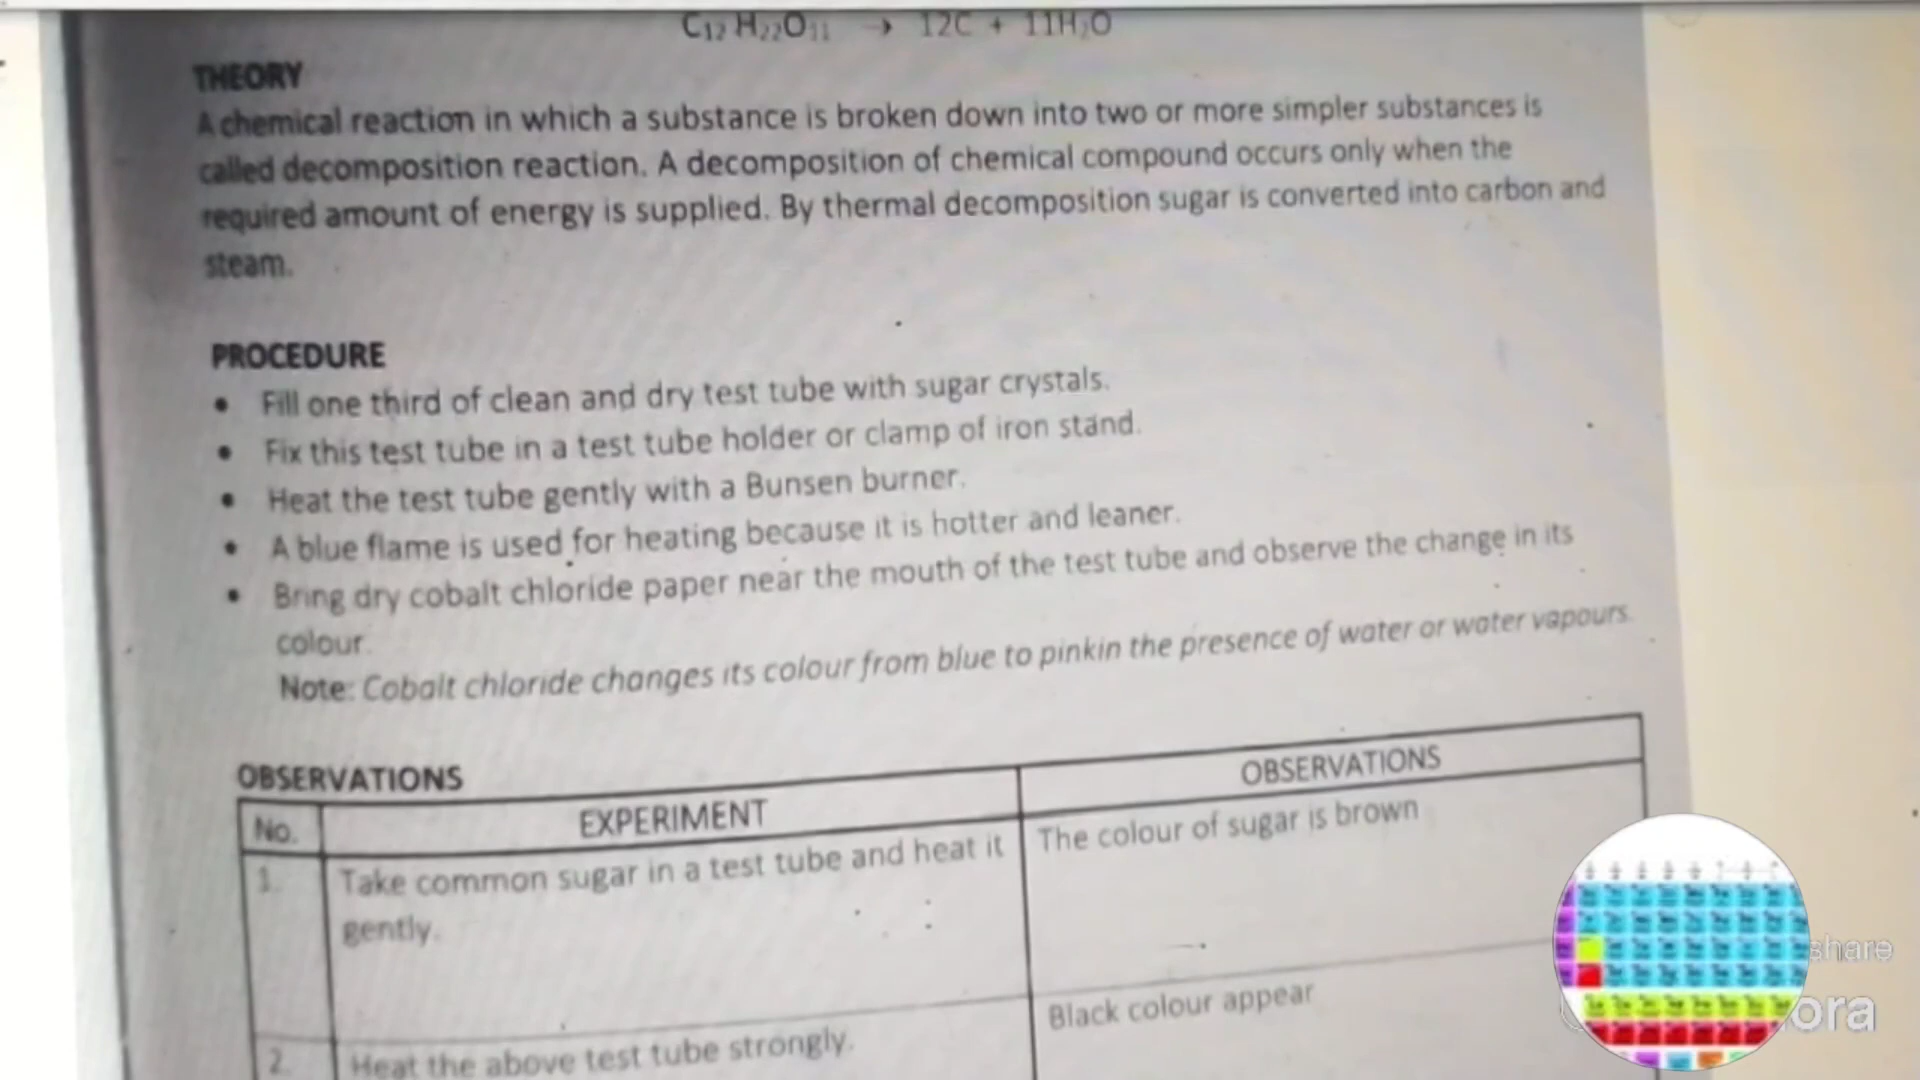 C₁₂ H₂₂O₁₁ → 12C + 11H₂O
THEORY
A chemical reaction in which a substance is broken down into two or more simpler substances is
called decomposition reaction. A decomposition of chemical compound occurs only when the
required amount of energy is supplied. By thermal decomposition sugar is converted into carbon and
steam.
PROCEDURE
• Fill one third of clean and dry test tube with sugar crystals.
• Fix this test tube in a test tube holder or clamp of iron stand.
• Heat the test tube gently with a Bunsen burner.
• A blue flame is used for heating because it is hotter and leaner.
• Bring dry cobalt chloride paper near the mouth of the test tube and observe the change in its
colour.
Note: Cobalt chloride changes its colour from blue to pinkin the presence of water or water vapours.
OBSERVATIONS
No. EXPERIMENT OBSERVATIONS
1. Take common sugar in a test tube and heat it The colour of sugar is brown
gently.
2. Heat the above test tube strongly. Black colour appear
share
ora